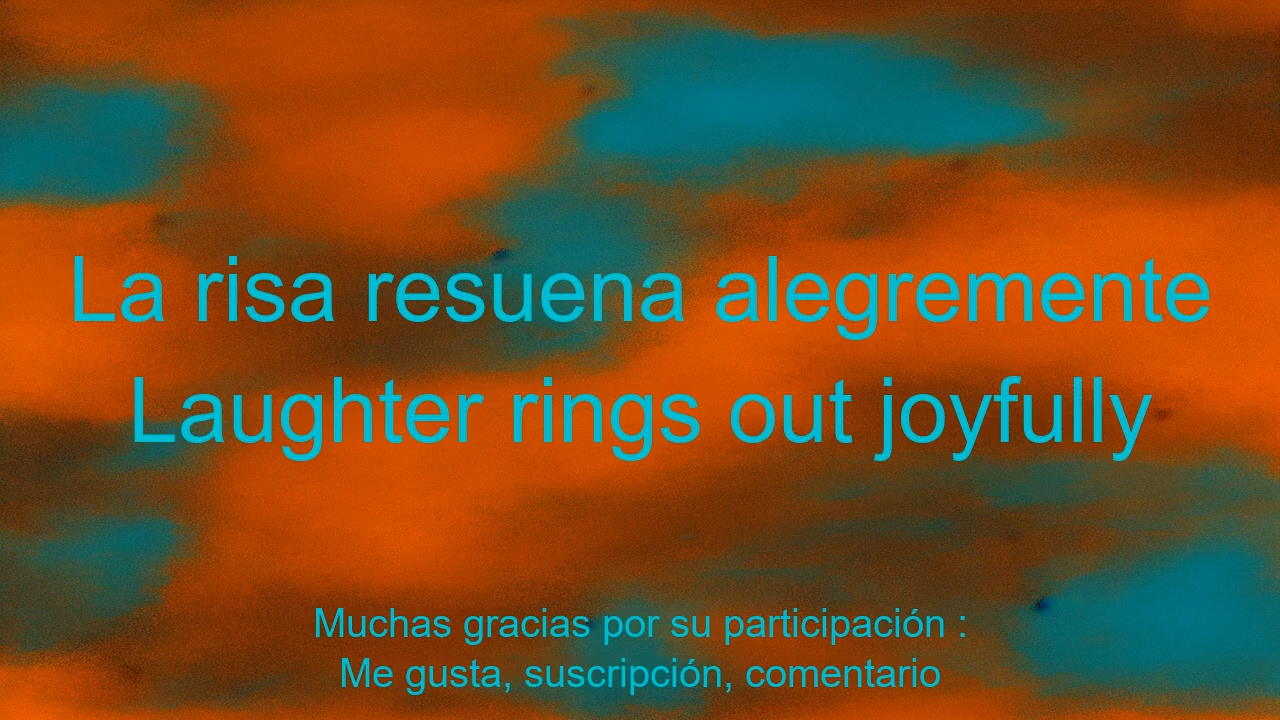 La risa resuena alegremente
Laughter rings out joyfully
Muchas gracias por su participación :
Me gusta, suscripción, comentario